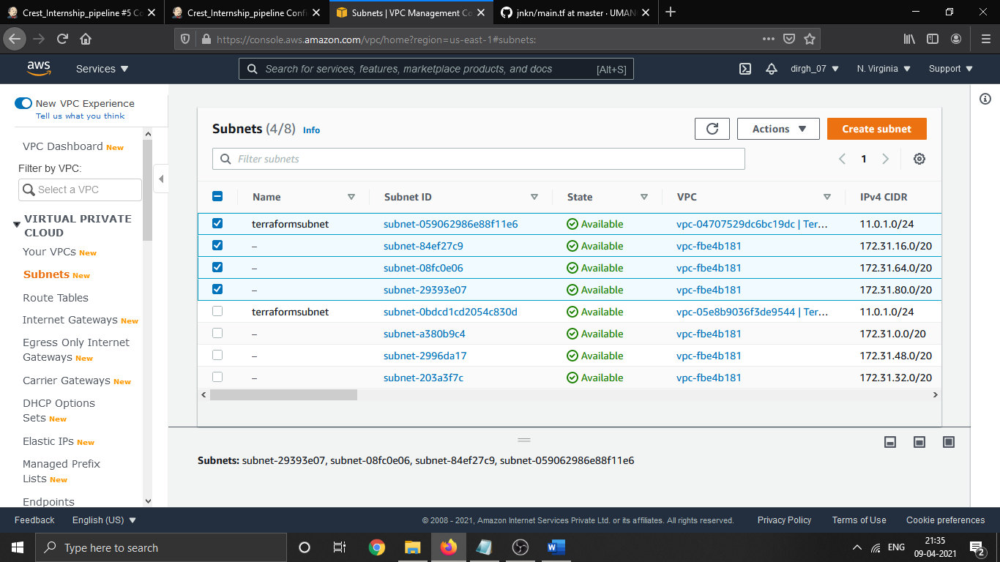 Crest_Internship_pipeline #5 Co
Crest_Internship_pipeline Confi
Subnets | VPC Management Co
jnkn/main.tf at master · UMAN
https://console.aws.amazon.com/vpc/home?region=us-east-1#subnets:
aws
Services
Search for services, features, marketplace products, and docs
[Alt+S]
dirgh_07
N. Virginia
Support
New VPC Experience
Tell us what you think
VPC Dashboard New
Filter by VPC:
Select a VPC
VIRTUAL PRIVATE
CLOUD
Your VPCs New
Subnets New
Route Tables
Internet Gateways New
Egress Only Internet
Gateways New
Carrier Gateways New
DHCP Options
Sets New
Elastic IPs New
Managed Prefix
Lists New
Endpoints
Subnets (4/8) Info
Actions
Create subnet
Filter subnets
1
Name Subnet ID State VPC IPv4 CIDR
terraformsubnet subnet-059062986e88f11e6 Available vpc-04707529dc6bc19dc | Ter... 11.0.1.0/24
– subnet-84ef27c9 Available vpc-fbe4b181 172.31.16.0/20
– subnet-08fc0e06 Available vpc-fbe4b181 172.31.64.0/20
– subnet-29393e07 Available vpc-fbe4b181 172.31.80.0/20
terraformsubnet subnet-0bdcd1cd2054c830d Available vpc-05e8b9036f3de9544 | Ter... 11.0.1.0/24
– subnet-a380b9c4 Available vpc-fbe4b181 172.31.0.0/20
– subnet-2996da17 Available vpc-fbe4b181 172.31.48.0/20
– subnet-203a3f7c Available vpc-fbe4b181 172.31.32.0/20
Subnets: subnet-29393e07, subnet-08fc0e06, subnet-84ef27c9, subnet-059062986e88f11e6
Feedback
English (US)
© 2008 - 2021, Amazon Internet Services Private Ltd. or its affiliates. All rights reserved.
Privacy Policy
Terms of Use
Cookie preferences
Type here to search
ENG
21:35
09-04-2021
2